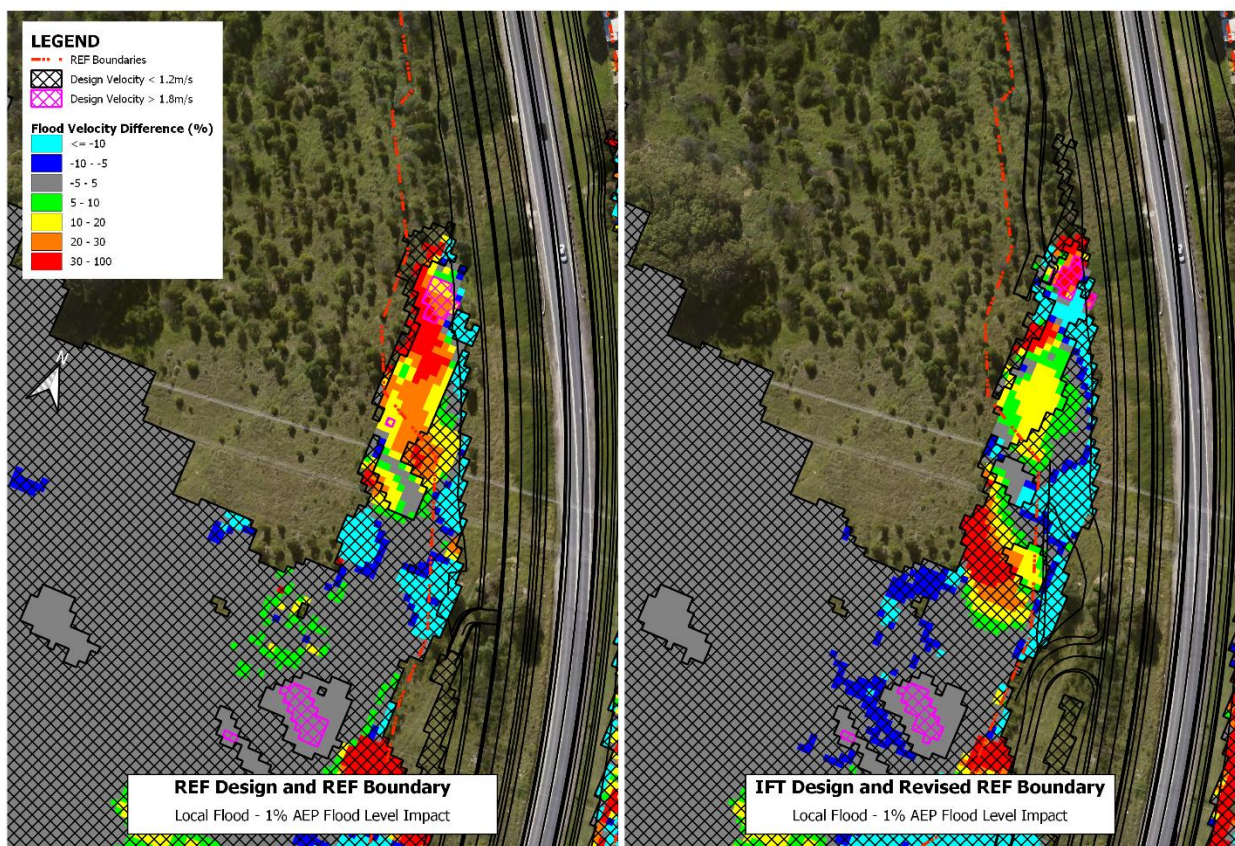 LEGEND
REF Boundaries
Design Velocity < 1.2m/s
Design Velocity > 1.8m/s
Flood Velocity Difference (%)
<= -10
-10 - -5
-5 - 5
5 - 10
10 - 20
20 - 30
30 - 100
N
REF Design and REF Boundary
Local Flood - 1% AEP Flood Level Impact
IFT Design and Revised REF Boundary
Local Flood - 1% AEP Flood Level Impact